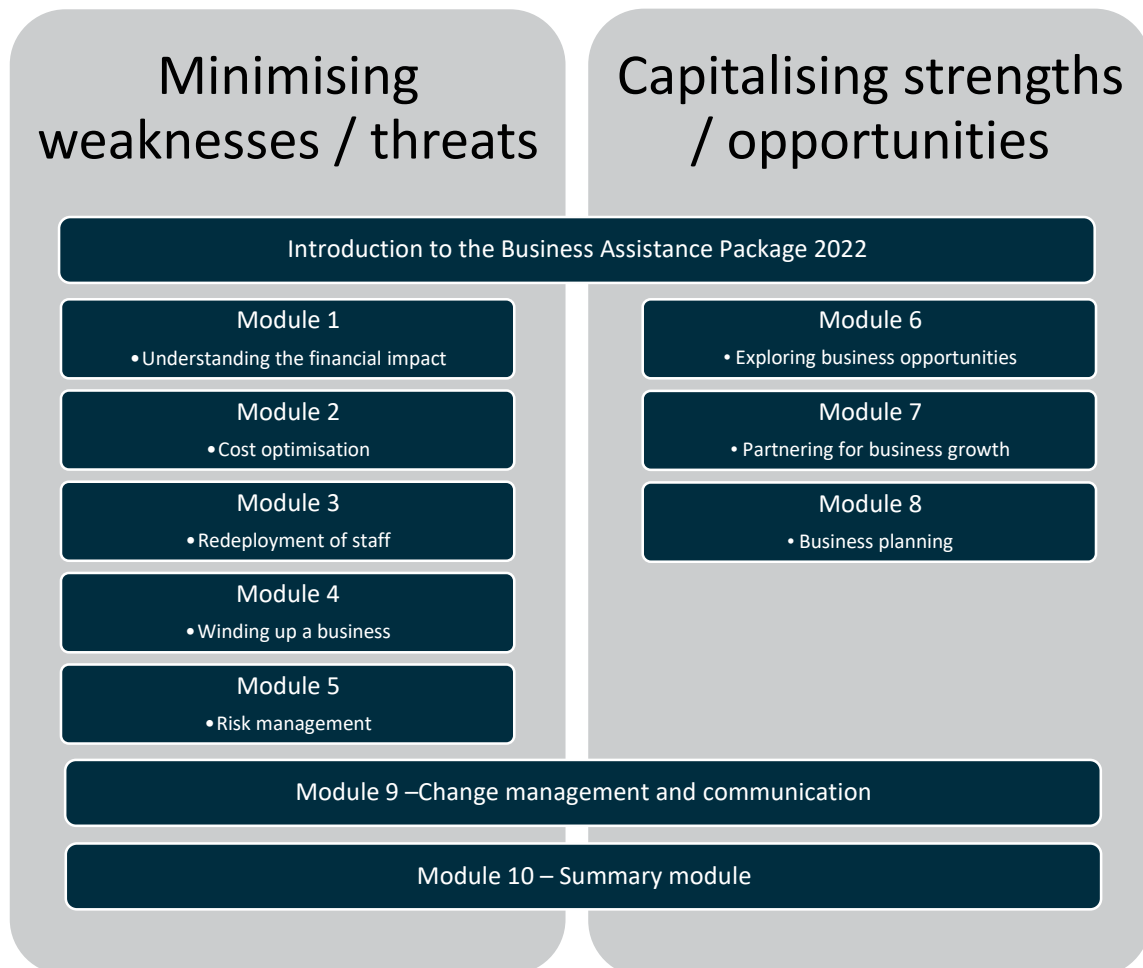 Minimising
weaknesses / threats
Capitalising strengths
/ opportunities
Introduction to the Business Assistance Package 2022
Module 1
•Understanding the financial impact
Module 2
•Cost optimisation
Module 3
•Redeployment of staff
Module 4
•Winding up a business
Module 5
•Risk management
Module 6
• Exploring business opportunities
Module 7
• Partnering for business growth
Module 8
• Business planning
Module 9 –Change management and communication
Module 10 – Summary module